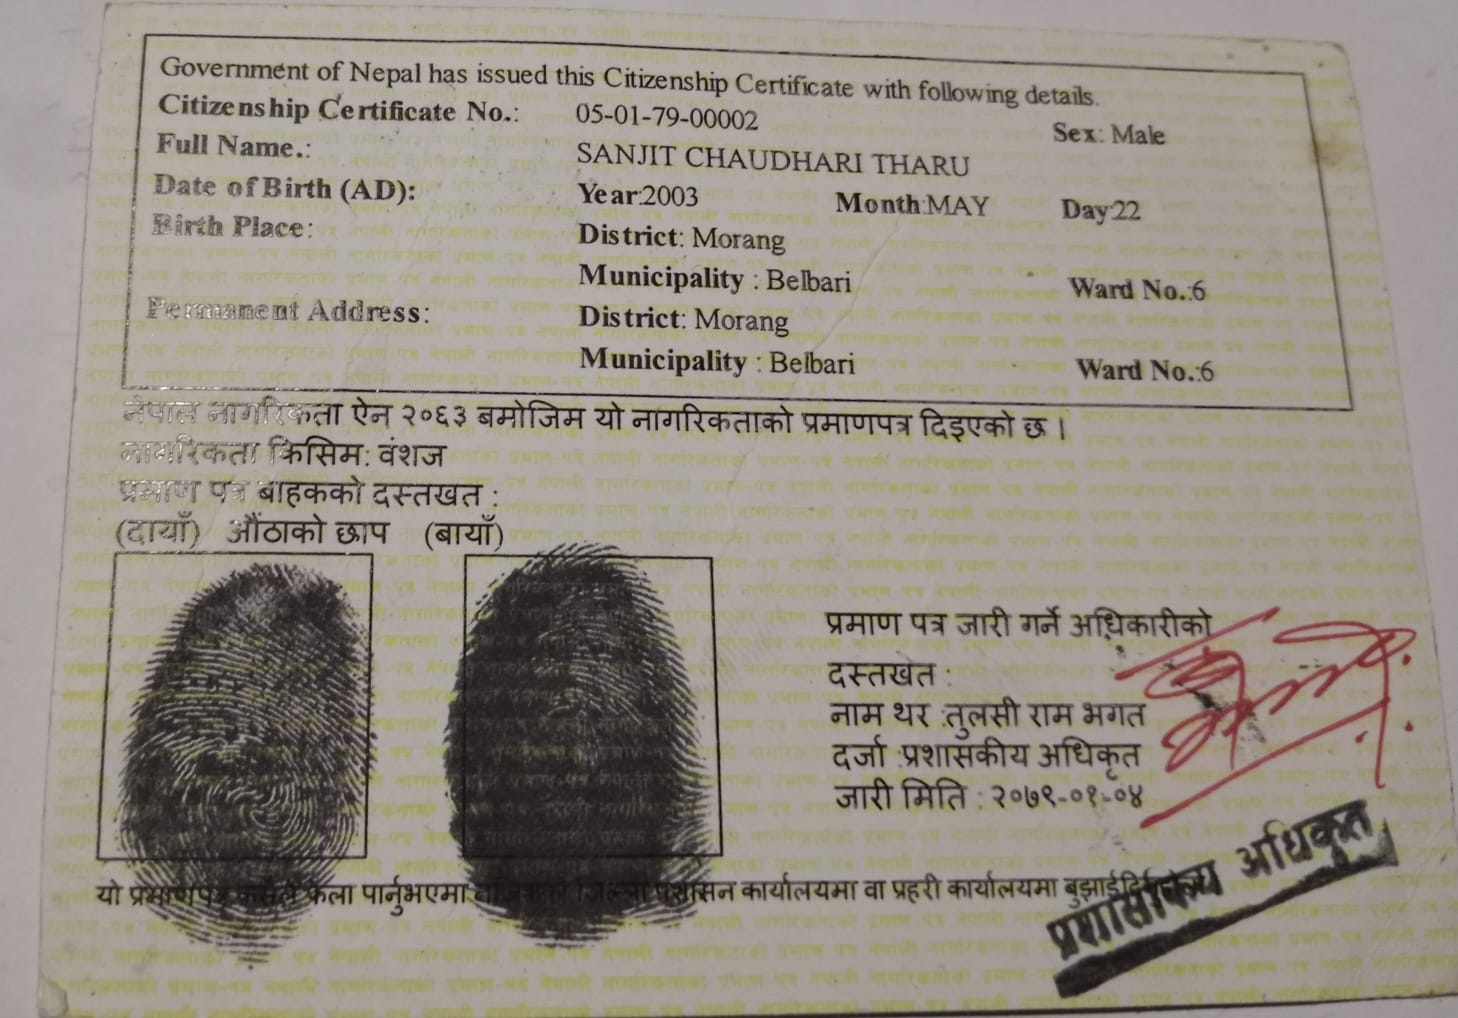 Government of Nepal has issued this Citizenship Certificate with following details.
Citizenship Certificate No.: 05-01-79-00002 Sex: Male
Full Name.: SANJIT CHAUDHARI THARU
Date of Birth (AD): Year:2003 Month:MAY Day:22
Birth Place: District: Morang
Municipality : Belbari Ward No.:6
Permanent Address: District: Morang
Municipality : Belbari Ward No.:6
नेपाल नागरिकता ऐन २०६३ बमोजिम यो नागरिकताको प्रमाणपत्र दिइएको छ ।
नागरिकता किसिम: वंशज
प्रमाण पत्र बाहकको दस्तखत :
(दायाँ) औंठाको छाप (बायाँ)
प्रमाण पत्र जारी गर्ने अधिकारीको
दस्तखत :
नाम थर :तुलसी राम भगत
दर्जा :प्रशासकीय अधिकृत
जारी मिति : २०७९-०१-०४
यो प्रमाणपत्र कसैले फेला पार्नुभएमा जिल्ला प्रशासन कार्यालयमा वा प्रहरी कार्यालयमा
प्रशासकीय अधिकृत